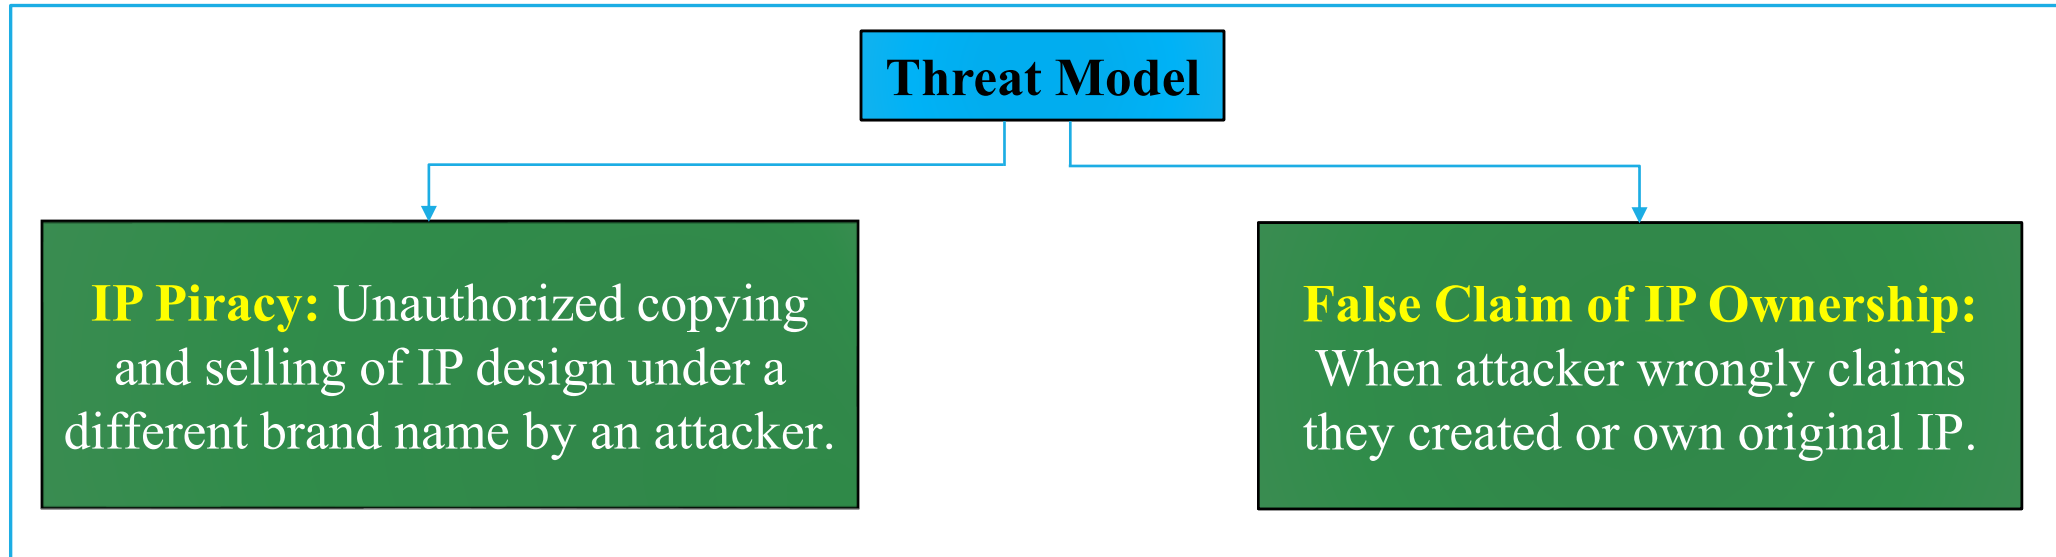 Threat Model
IP Piracy: Unauthorized copying
and selling of IP design under a
different brand name by an attacker.
False Claim of IP Ownership:
When attacker wrongly claims
they created or own original IP.